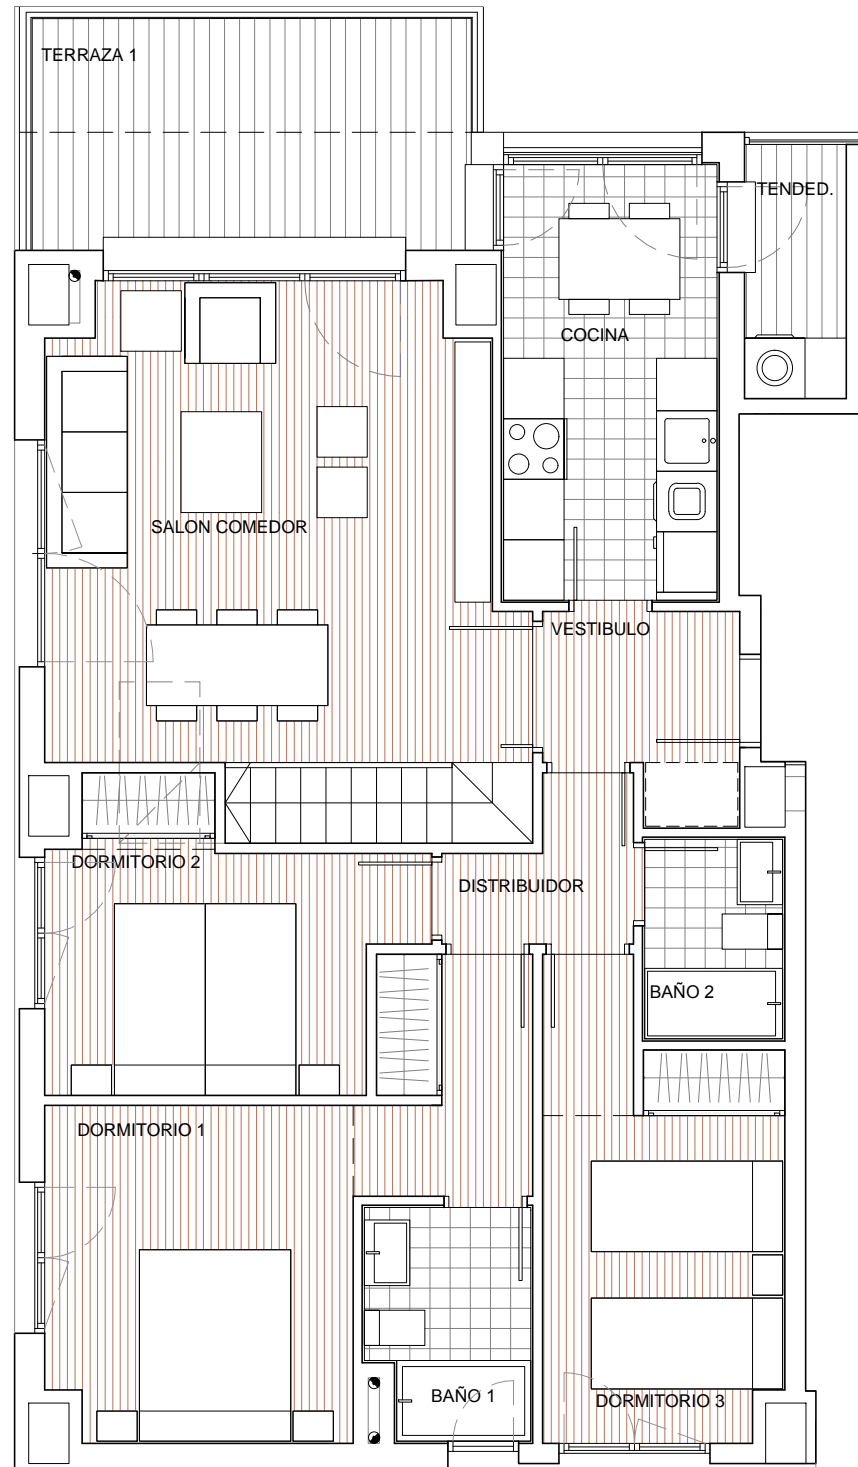 TERRAZA 1
TENDED.
COCINA
SALON COMEDOR
VESTIBULO
DORMITORIO 2
DISTRIBUIDOR
BAÑO 2
DORMITORIO 1
BAÑO 1
DORMITORIO 3